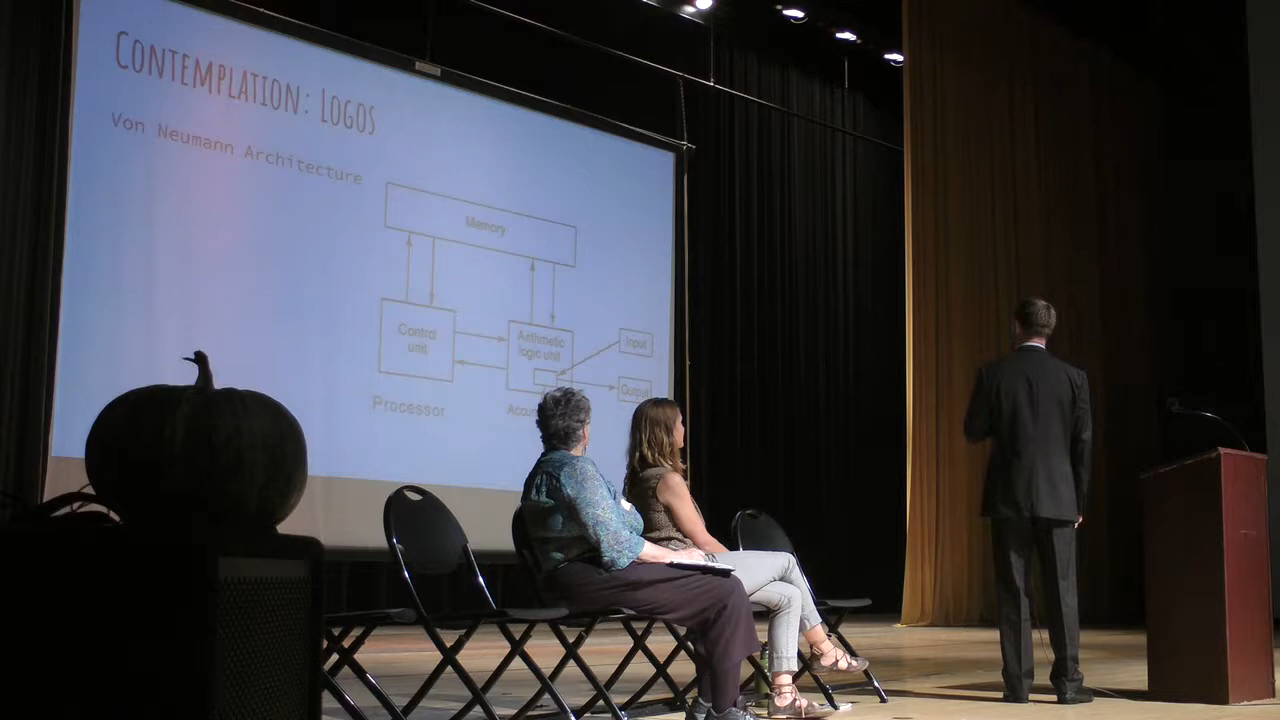 CONTEMPLATION: LOGOS
Von Neumann Architecture
Memory
Control
unit
Arithmetic
logic unit
Input
Output
Processor